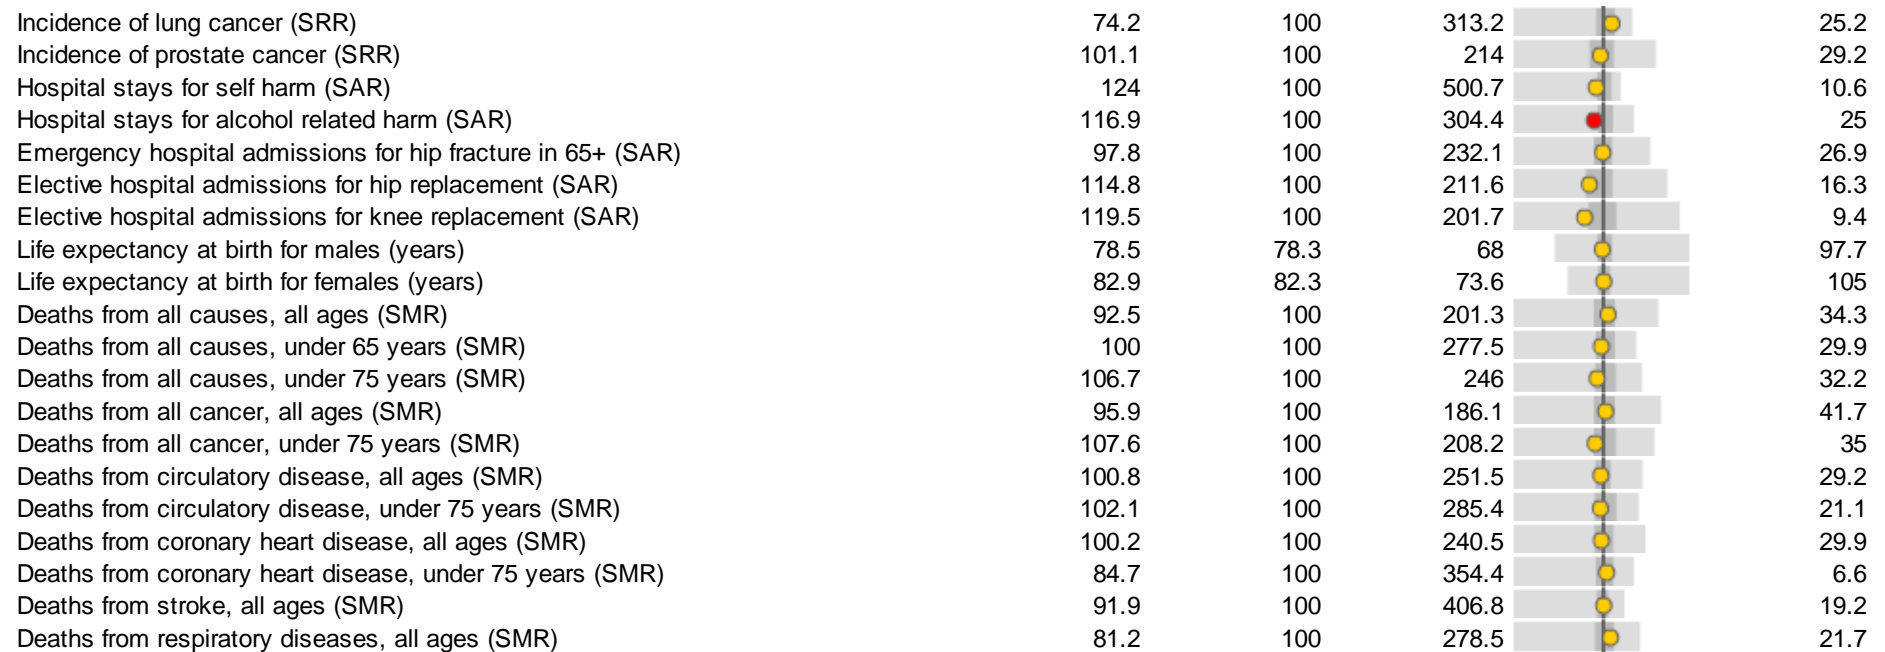 Incidence of lung cancer (SRR) 74.2 100 313.2 25.2
Incidence of prostate cancer (SRR) 101.1 100 214 29.2
Hospital stays for self harm (SAR) 124 100 500.7 10.6
Hospital stays for alcohol related harm (SAR) 116.9 100 304.4 25
Emergency hospital admissions for hip fracture in 65+ (SAR) 97.8 100 232.1 26.9
Elective hospital admissions for hip replacement (SAR) 114.8 100 211.6 16.3
Elective hospital admissions for knee replacement (SAR) 119.5 100 201.7 9.4
Life expectancy at birth for males (years) 78.5 78.3 68 97.7
Life expectancy at birth for females (years) 82.9 82.3 73.6 105
Deaths from all causes, all ages (SMR) 92.5 100 201.3 34.3
Deaths from all causes, under 65 years (SMR) 100 100 277.5 29.9
Deaths from all causes, under 75 years (SMR) 106.7 100 246 32.2
Deaths from all cancer, all ages (SMR) 95.9 100 186.1 41.7
Deaths from all cancer, under 75 years (SMR) 107.6 100 208.2 35
Deaths from circulatory disease, all ages (SMR) 100.8 100 251.5 29.2
Deaths from circulatory disease, under 75 years (SMR) 102.1 100 285.4 21.1
Deaths from coronary heart disease, all ages (SMR) 100.2 100 240.5 29.9
Deaths from coronary heart disease, under 75 years (SMR) 84.7 100 354.4 6.6
Deaths from stroke, all ages (SMR) 91.9 100 406.8 19.2
Deaths from respiratory diseases, all ages (SMR) 81.2 100 278.5 21.7